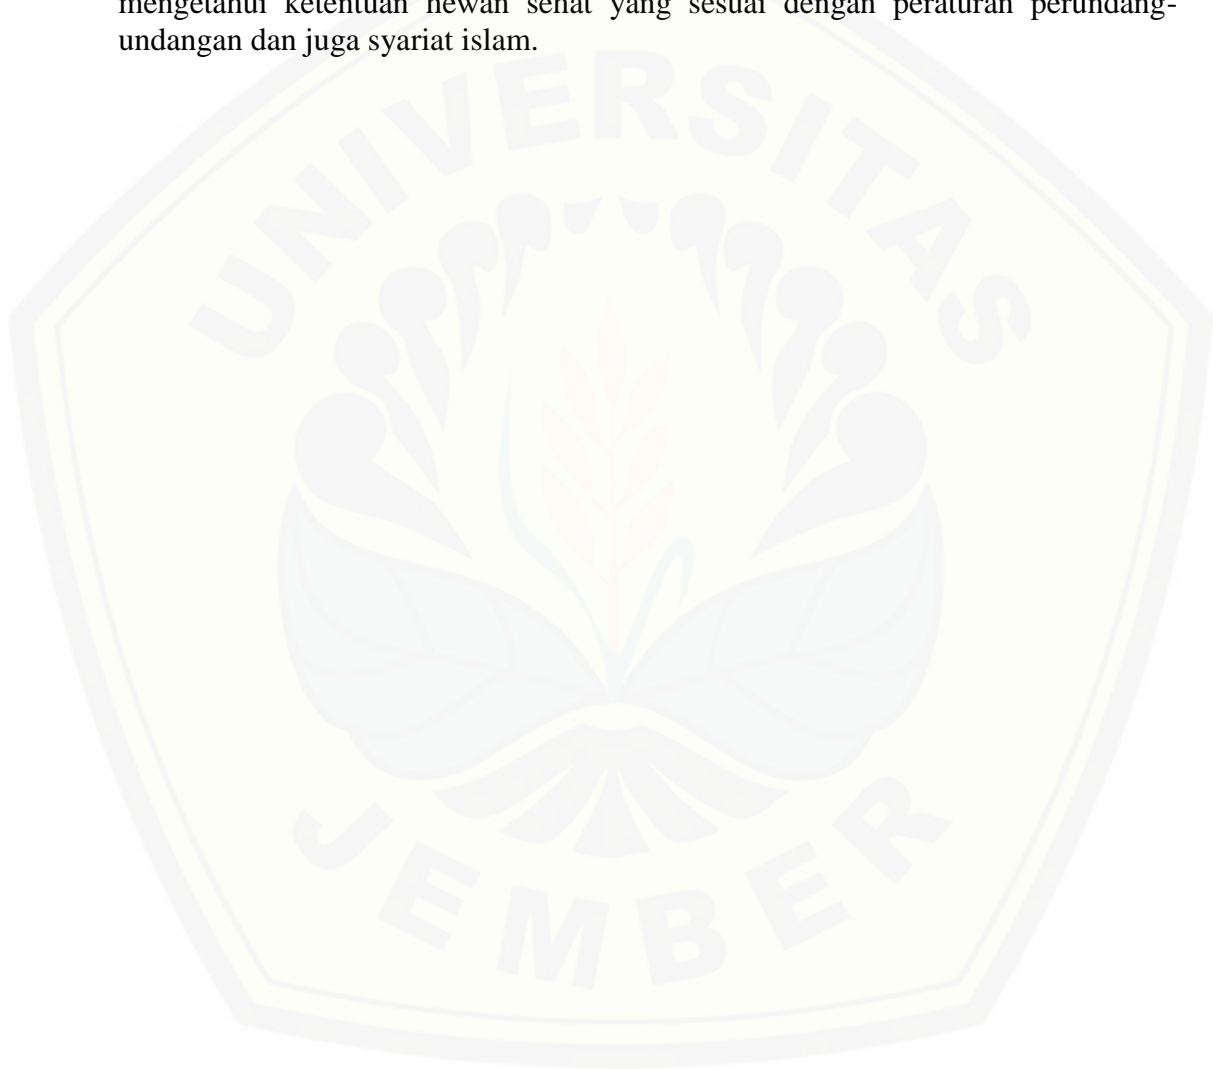 mengetahui ketentuan hewan sehat yang sesuai dengan peraturan perundang-
undangan dan juga syariat islam.
UNIVERSITAS
JEMBER